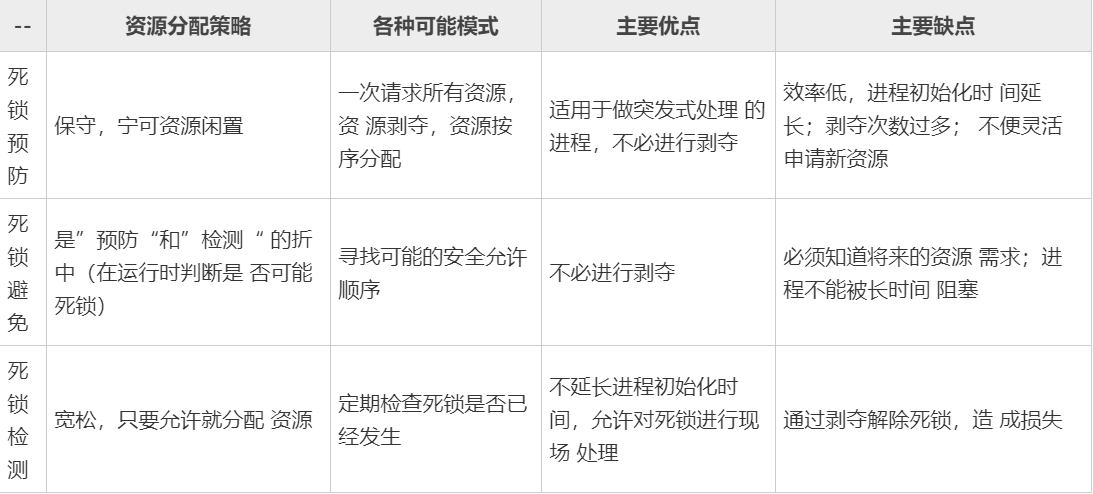 --
资源分配策略
各种可能模式
主要优点
主要缺点
死
锁
预
防
保守，宁可资源闲置
一次请求所有资源，
资 源剥夺，资源按
序分配
适用于做突发式处理 的
进程，不必进行剥夺
效率低，进程初始化时 间延
长；剥夺次数过多； 不便灵活
申请新资源
死
锁
避
免
是”预防“和”检测“ 的折
中（在运行时判断是 否可能
死锁）
寻找可能的安全允许
顺序
不必进行剥夺
必须知道将来的资源 需求；进
程不能被长时间 阻塞
死
锁
检
测
宽松，只要允许就分配 资源
定期检查死锁是否已
经发生
不延长进程初始化时
间，允许对死锁进行现
场 处理
通过剥夺解除死锁，造 成损失